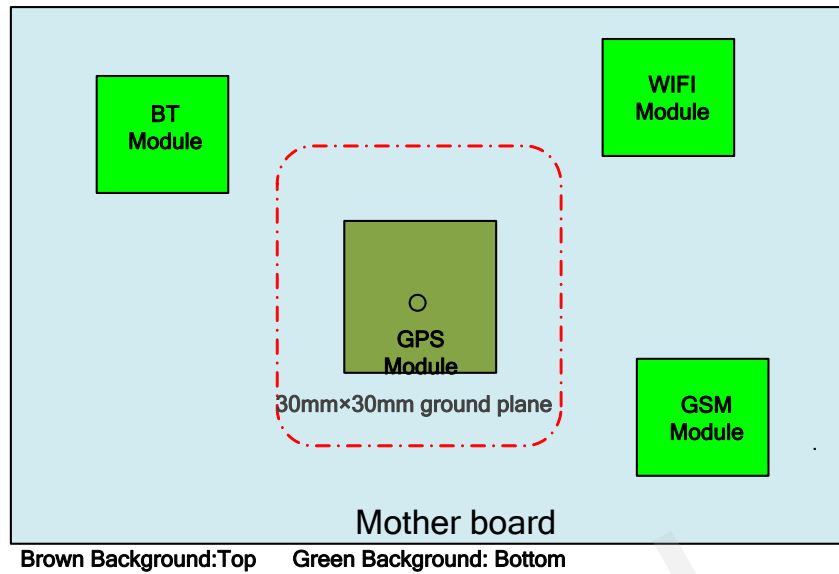 BT
Module
WIFI
Module
GPS
Module
30mm×30mm ground plane
GSM
Module
Mother board
Brown Background:Top Green Background: Bottom